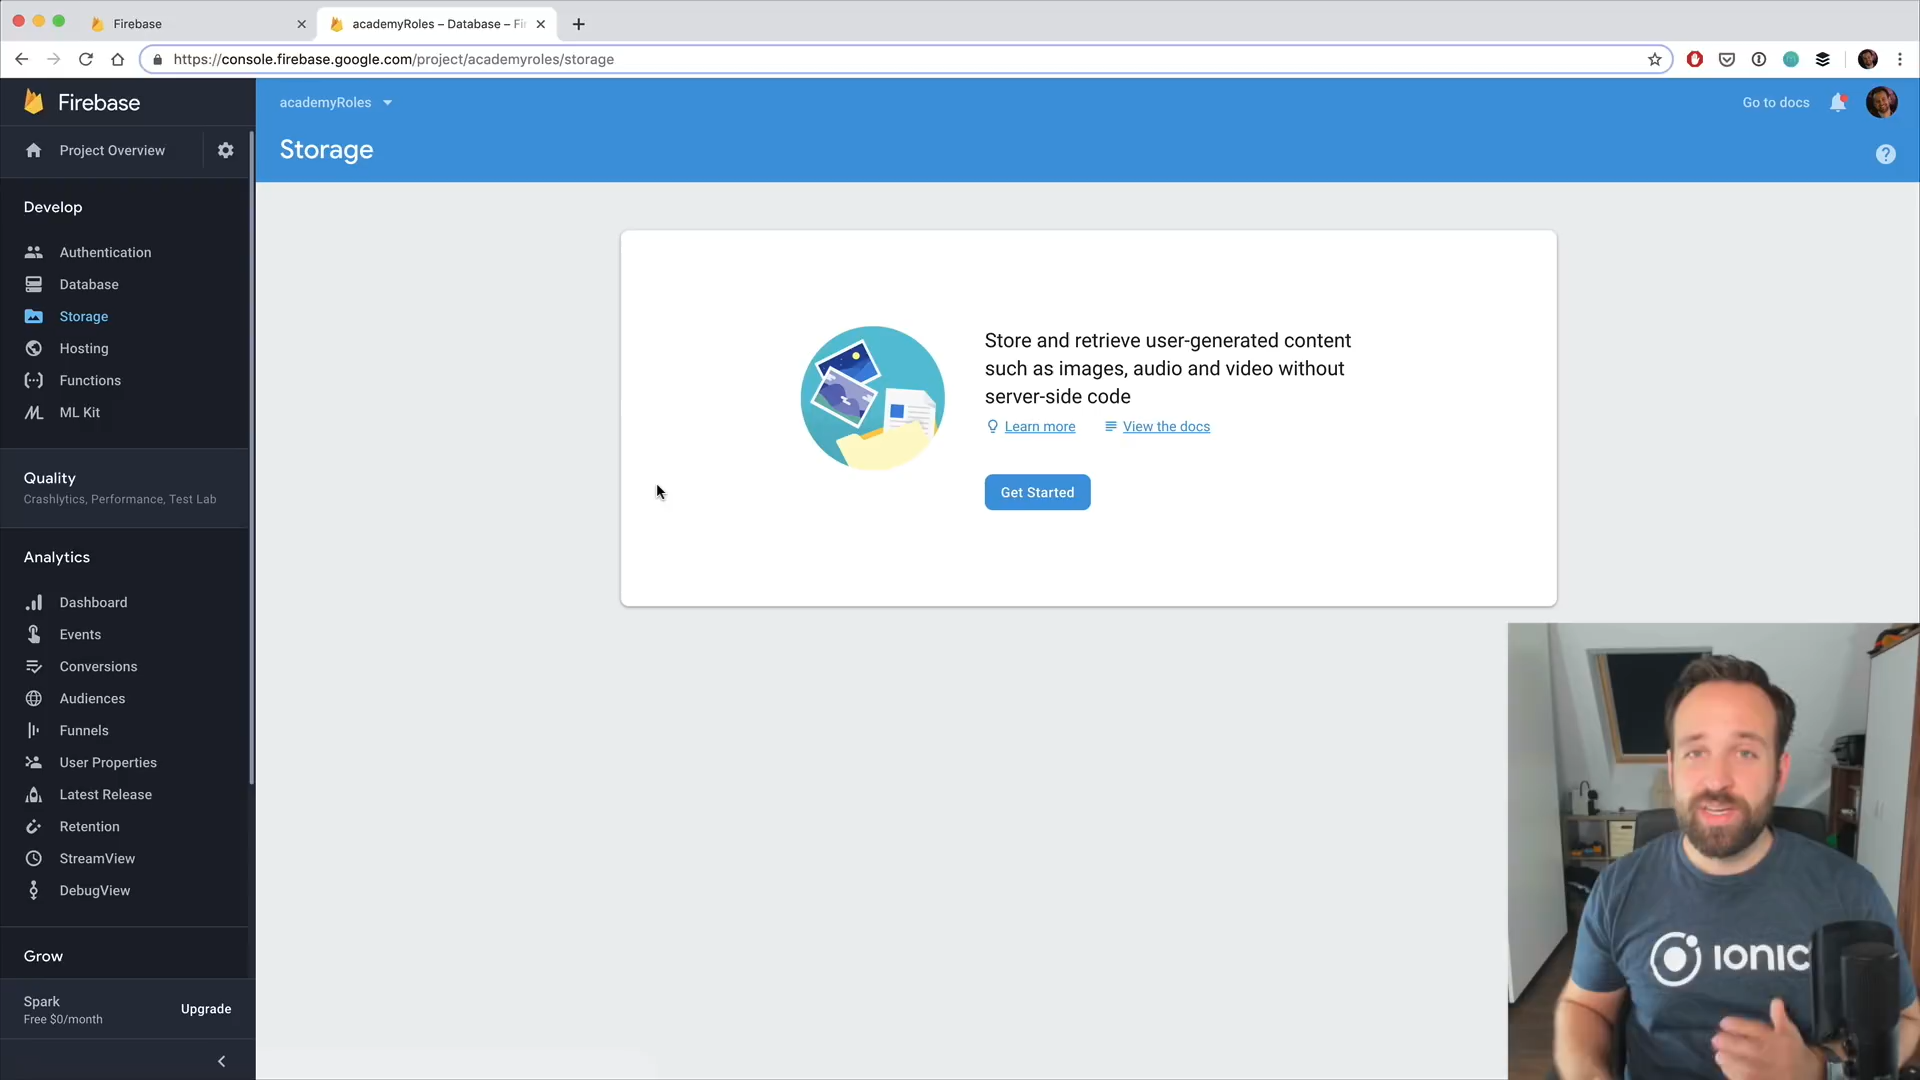 Firebase
academyRoles – Database – Fi
https://console.firebase.google.com/project/academyroles/storage
Firebase
academyRoles
Go to docs
Project Overview
Storage
Develop
Authentication
Database
Storage
Hosting
Functions
ML Kit
Store and retrieve user-generated content
such as images, audio and video without
server-side code
Learn more
View the docs
Get Started
Quality
Crashlytics, Performance, Test Lab
Analytics
Dashboard
Events
Conversions
Audiences
Funnels
User Properties
Latest Release
Retention
StreamView
DebugView
Grow
Spark
Free $0/month
Upgrade
IONIC